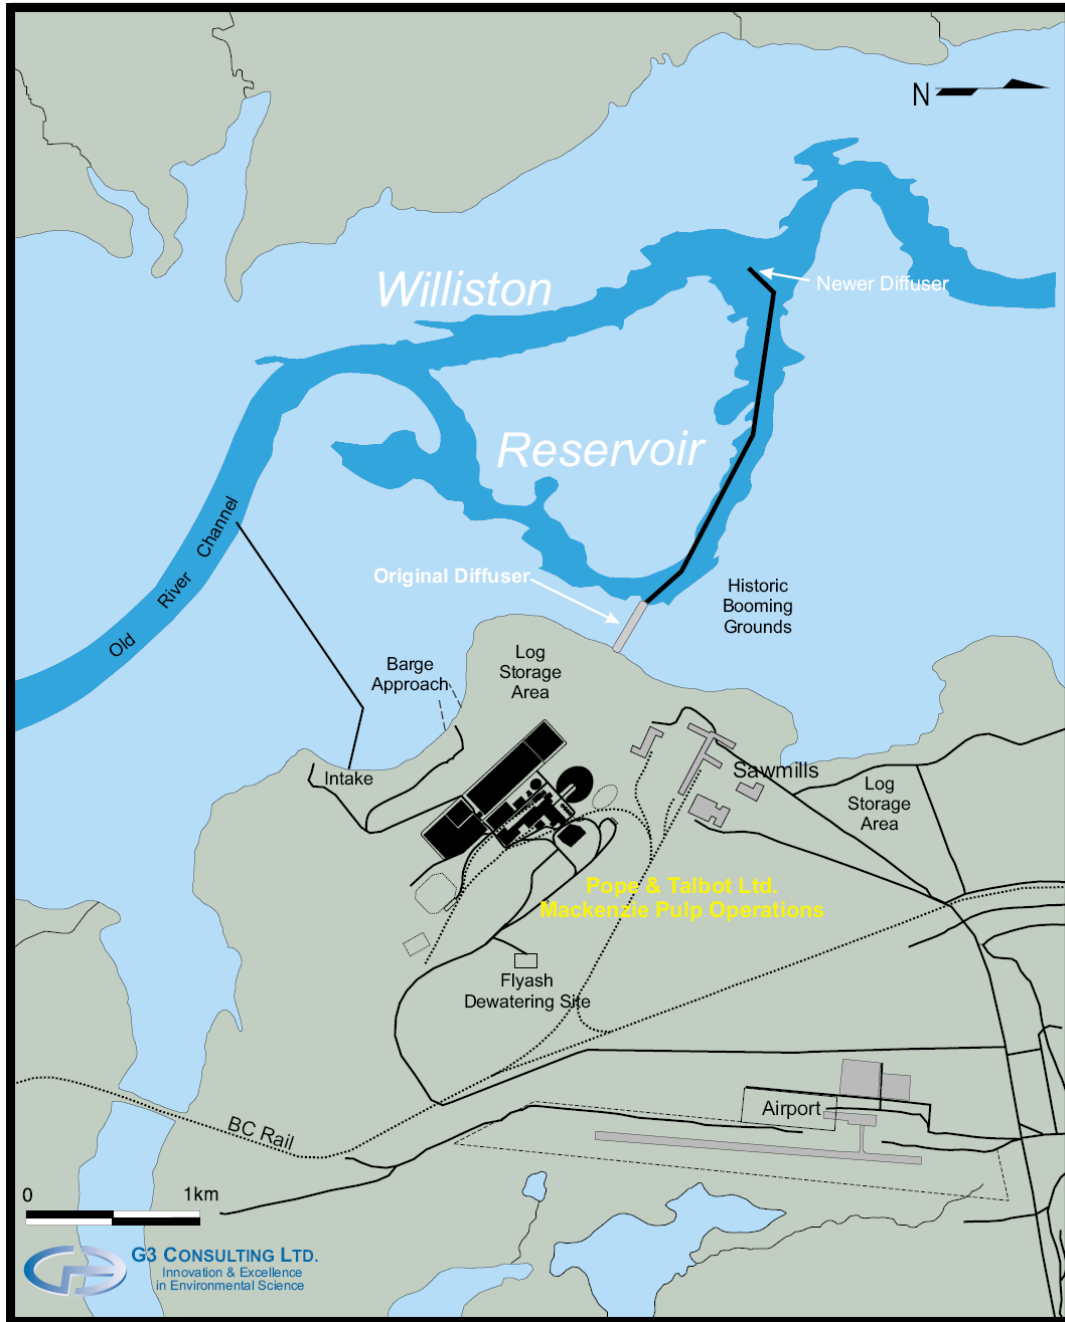 N
Williston
Newer Diffuser
Reservoir
Old River Channel
Original Diffuser
Historic
Booming
Grounds
Log
Storage
Area
Barge
Approach
Intake
Sawmills
Log
Storage
Area
Pope & Talbot Ltd.
Mackenzie Pulp Operations
Flyash
Dewatering Site
Airport
BC Rail
0 1km
G3 CONSULTING LTD.
Innovation & Excellence
in Environmental Science